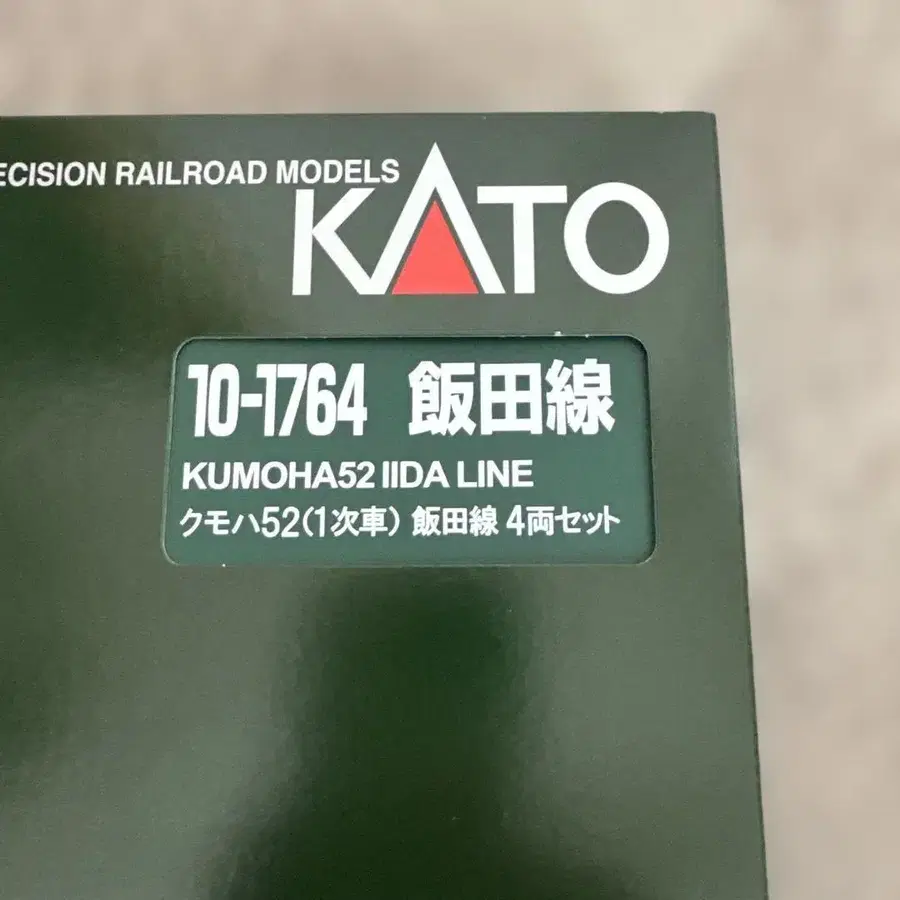 ECISION RAILROAD MODELS
KATO
10-1764 飯田線
KUMOHA52 IIDA LINE
クモハ52(1次車) 飯田線 4両セット